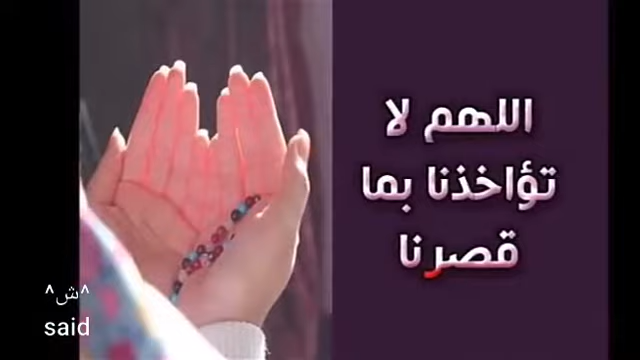 اللهم لا
تؤاخذنا بما
قصرنا
^ش^
said